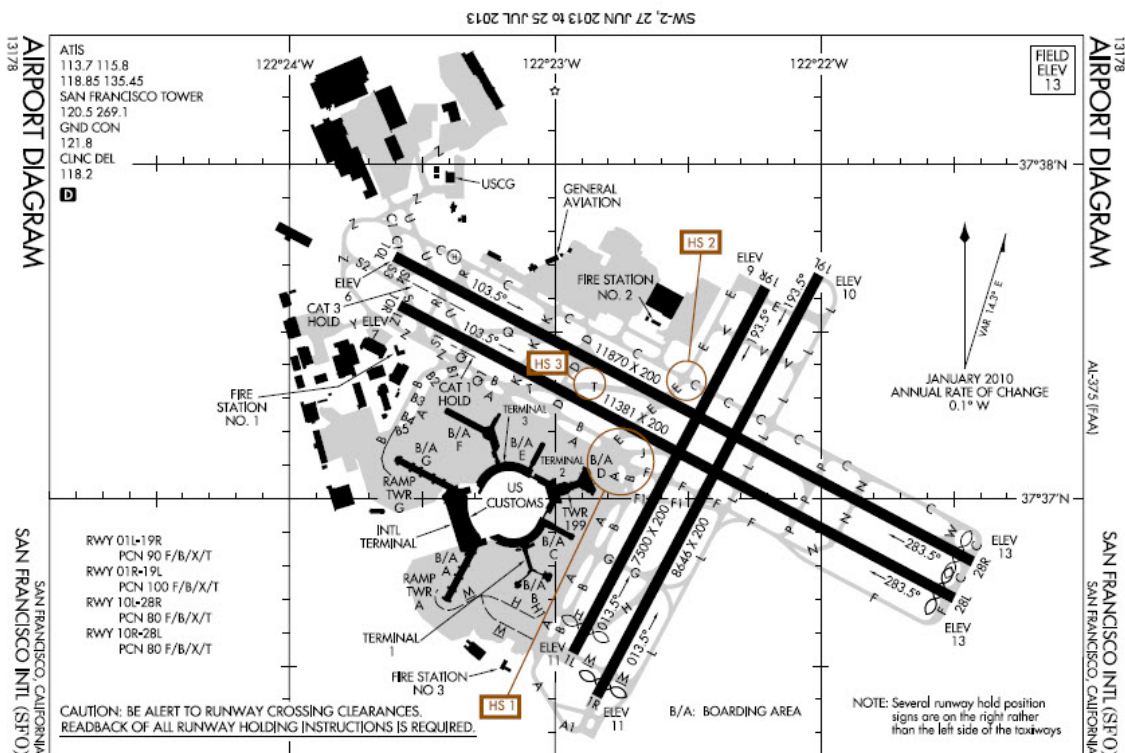 SW-2, 27 JUN 2013 to 25 JUL 2013
13178
AIRPORT DIAGRAM
13178
AIRPORT DIAGRAM
AL-375 (FAA)
SAN FRANCISCO INTL (SFO)
SAN FRANCISCO, CALIFORNIA
SAN FRANCISCO INTL (SFO)
SAN FRANCISCO, CALIFORNIA
ATIS
113.7 115.8
118.85 135.45
SAN FRANCISCO TOWER
120.5 269.1
GND CON
121.8
CLNC DEL
118.2
D
122°24'W
122°23'W
122°22'W
FIELD
ELEV
13
37°38'N
37°37'N
USCG
GENERAL
AVIATION
HS 2
FIRE STATION
NO. 2
ELEV
9
19R
19L
ELEV
10
VAR 14.3° E
JANUARY 2010
ANNUAL RATE OF CHANGE
0.1° W
10L
ELEV
6
CAT 3
HOLD
10R
ELEV
7
103.5°
103.5°
193.5°
193.5°
11870 X 200
11381 X 200
HS 3
CAT 1
HOLD
FIRE
STATION
NO. 1
TERMINAL
3
B/A
F
B/A
E
TERMINAL
2
B/A
D
B/A
G
RAMP
TWR
G
US
CUSTOMS
TWR
199
INTL
TERMINAL
B/A
A
B/A
C
B/A
B
RAMP
TWR
A
TERMINAL
1
FIRE STATION
NO 3
HS 1
7500 X 200
8646 X 200
013.5°
013.5°
ELEV
11
1L
1R
ELEV
11
283.5°
283.5°
ELEV
13
28R
28L
ELEV
13
RWY 01L-19R
PCN 90 F/B/X/T
RWY 01R-19L
PCN 100 F/B/X/T
RWY 10L-28R
PCN 80 F/B/X/T
RWY 10R-28L
PCN 80 F/B/X/T
CAUTION: BE ALERT TO RUNWAY CROSSING CLEARANCES.
READBACK OF ALL RUNWAY HOLDING INSTRUCTIONS IS REQUIRED.
B/A: BOARDING AREA
NOTE: Several runway hold position
signs are on the right rather
than the left side of the taxiways